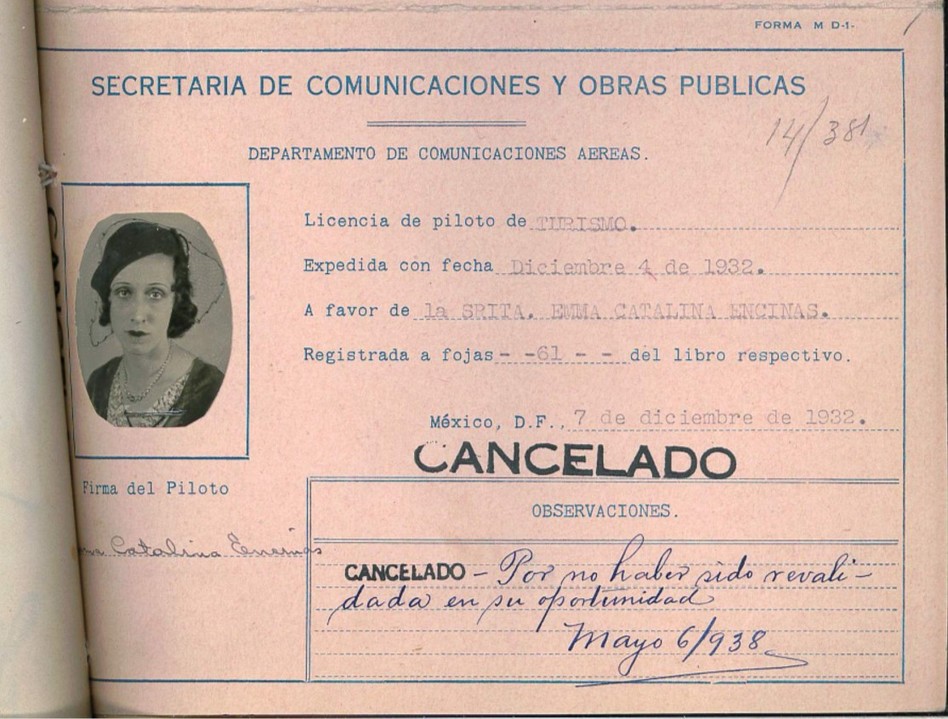 FORMA M D-1-
SECRETARIA DE COMUNICACIONES Y OBRAS PUBLICAS
14/381
DEPARTAMENTO DE COMUNICACIONES AEREAS.
Licencia de piloto de TURISMO.
Expedida con fecha Diciembre 4 de 1932.
A favor de la SRITA. EMMA CATALINA ENCINAS.
Registrada a fojas - -61 - - del libro respectivo.
México, D.F., 7 de diciembre de 1932.
CANCELADO
Firma del Piloto
Catalina Encinas
OBSERVACIONES.
CANCELADO - Por no haber sido revali-
dada en su oportunidad
Mayo 6/938